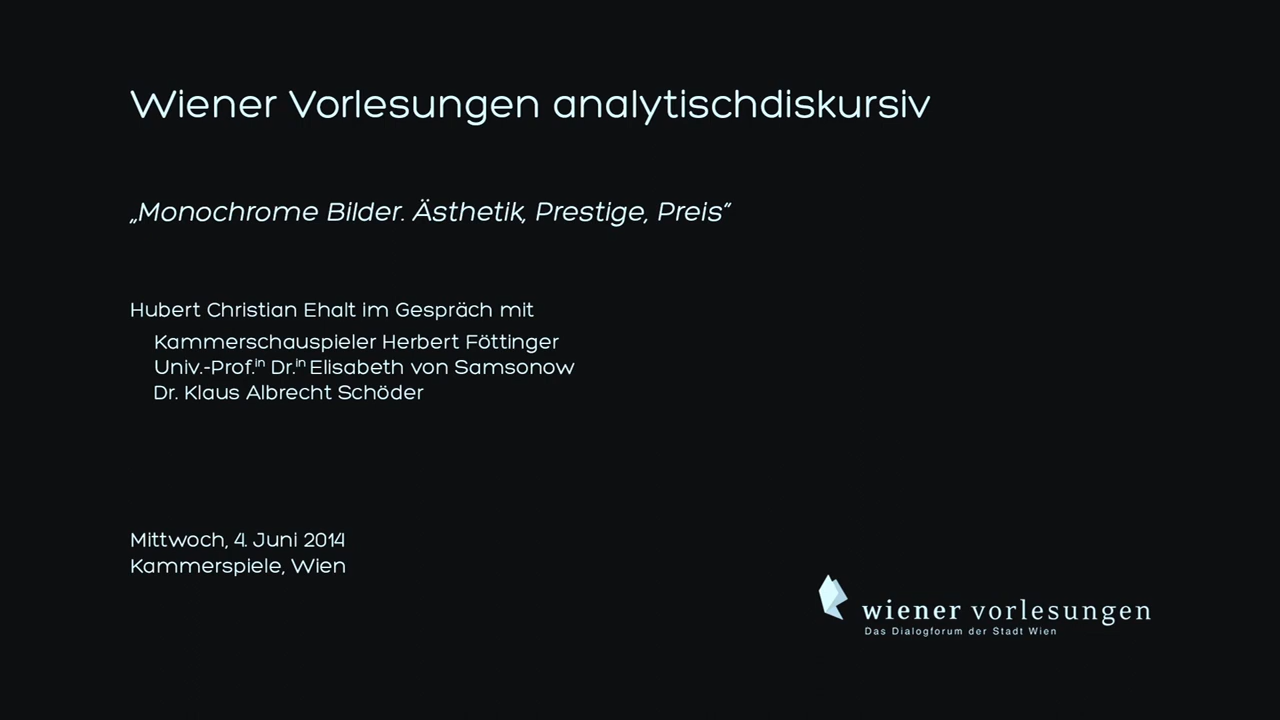 Wiener Vorlesungen analytischdiskursiv
„Monochrome Bilder. Ästhetik, Prestige, Preis“
Hubert Christian Ehalt im Gespräch mit
Kammerschauspieler Herbert Föttinger
Univ.-Prof.in Dr.in Elisabeth von Samsonow
Dr. Klaus Albrecht Schöder
Mittwoch, 4. Juni 2014
Kammerspiele, Wien
wiener vorlesungen
Das Dialogforum der Stadt Wien